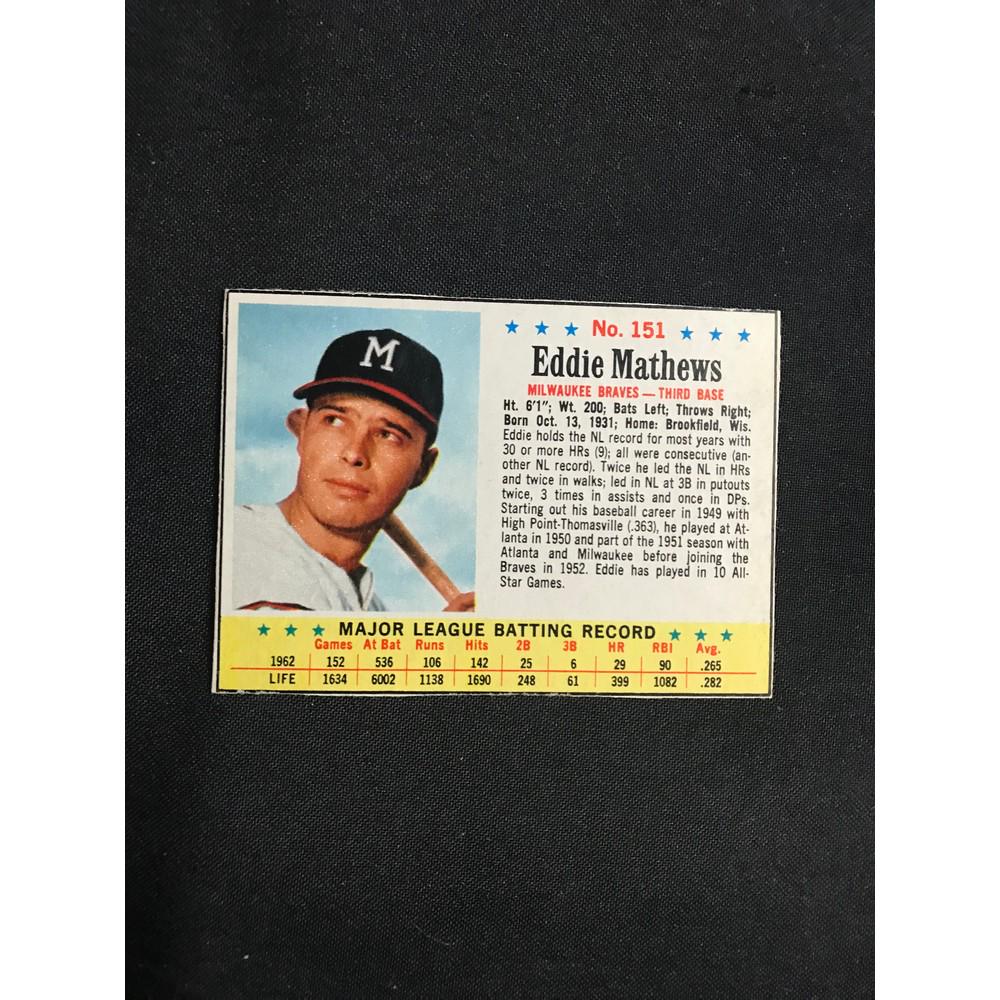 M
★ ★ ★ No. 151 ★ ★ ★
Eddie Mathews
MILWAUKEE BRAVES — THIRD BASE
Ht. 6'1"; Wt. 200; Bats Left; Throws Right;
Born Oct. 13, 1931; Home: Brookfield, Wis.
Eddie holds the NL record for most years with
30 or more HRs (9); all were consecutive (an-
other NL record). Twice he led the NL in HRs
and twice in walks; led in NL at 3B in putouts
twice, 3 times in assists and once in DPs.
Starting out his baseball career in 1949 with
High Point-Thomasville (.363), he played at At-
lanta in 1950 and part of the 1951 season with
Atlanta and Milwaukee before joining the
Braves in 1952. Eddie has played in 10 All-
Star Games.
★ ★ ★ MAJOR LEAGUE BATTING RECORD ★ ★ ★
Games At Bat Runs Hits 2B 3B HR RBI Avg.
1962 152 536 106 142 25 6 29 90 .265
LIFE 1634 6002 1138 1690 248 61 399 1082 .282